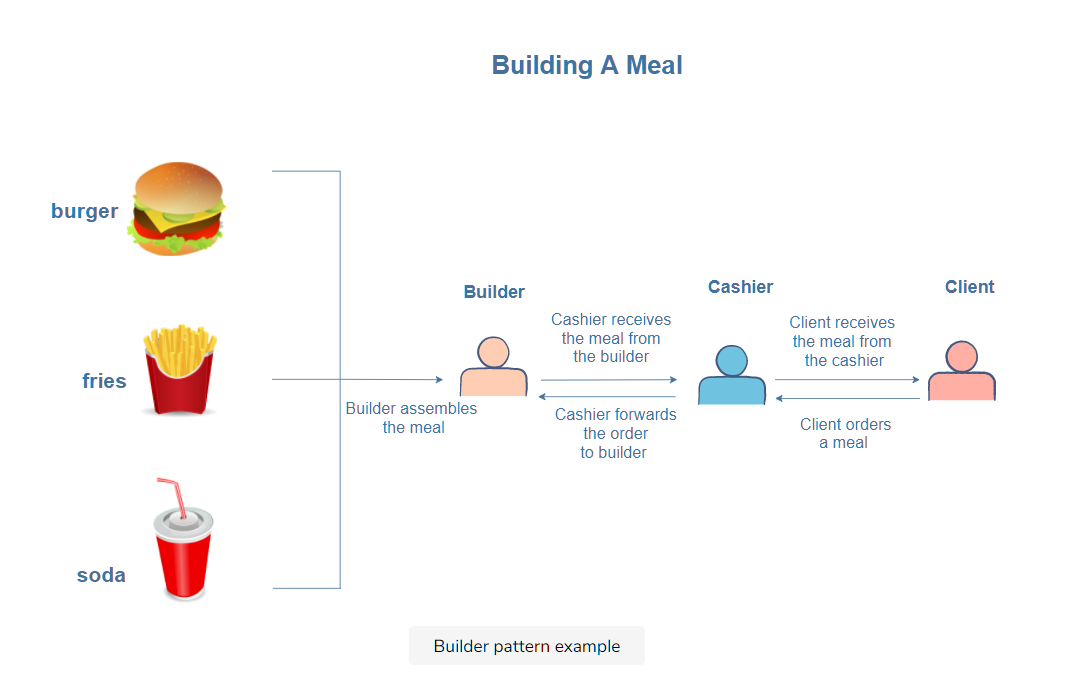 Building A Meal
burger
fries
soda
Builder assembles
the meal
Builder
Cashier receives
the meal from
the builder
Cashier forwards
the order
to builder
Cashier
Client receives
the meal from
the cashier
Client orders
a meal
Client
Builder pattern example